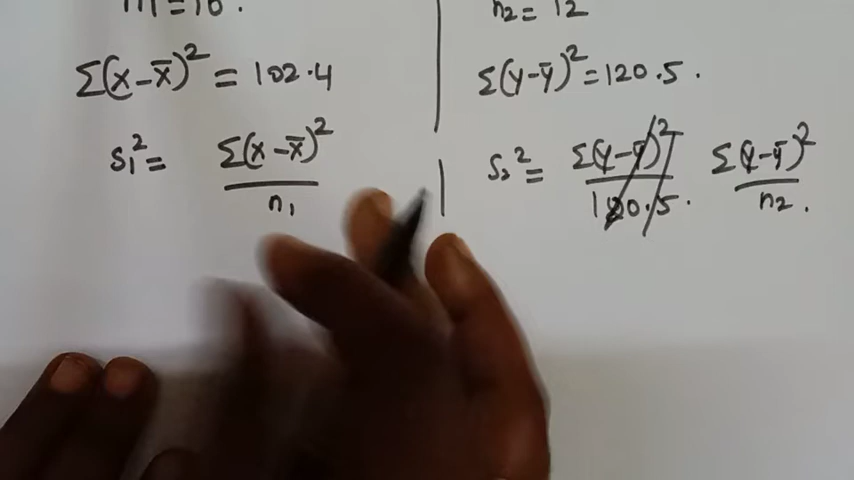 n₂ = 12
Σ(x-x̄)² = 102.4
Σ(y-ȳ)² = 120.5.
S₁² = Σ(x-x̄)² / n₁
S₂² = Σ(y-ȳ)² / 120.5. Σ(y-ȳ)² / n₂.